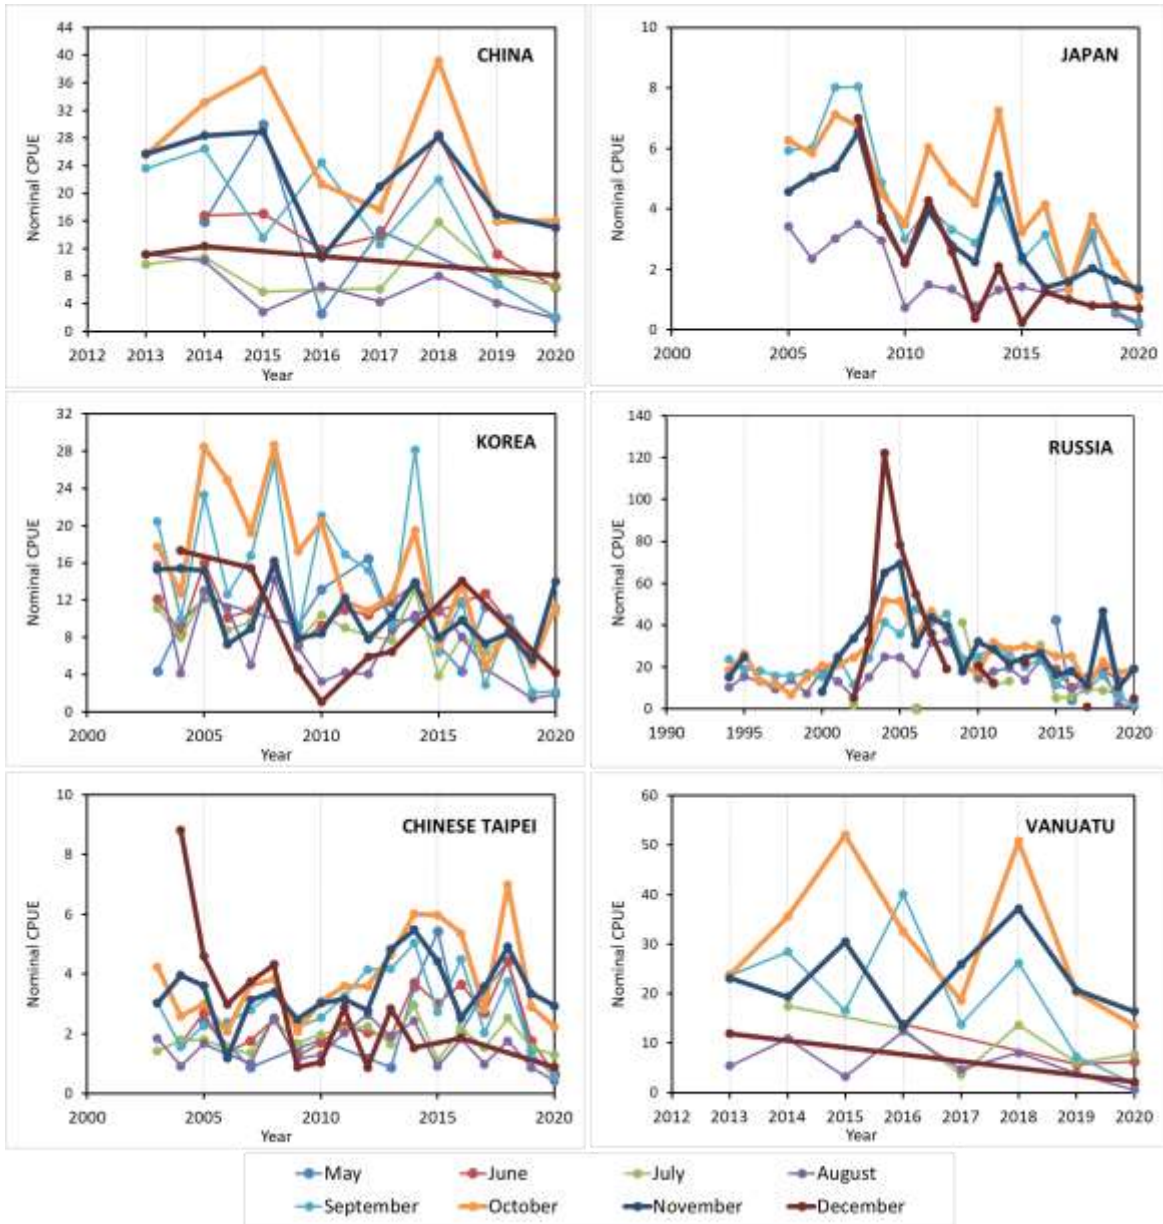 CHINA
Nominal CPUE
44
40
36
32
28
24
20
16
12
8
4
0
2012 2013 2014 2015 2016 2017 2018 2019 2020
Year
JAPAN
Nominal CPUE
10
8
6
4
2
0
2000 2005 2010 2015 2020
Year
KOREA
Nominal CPUE
32
28
24
20
16
12
8
4
0
2000 2005 2010 2015 2020
Year
RUSSIA
Nominal CPUE
140
120
100
80
60
40
20
0
1990 1995 2000 2005 2010 2015 2020
Year
CHINESE TAIPEI
Nominal CPUE
10
8
6
4
2
0
2000 2005 2010 2015 2020
Year
VANUATU
Nominal CPUE
60
50
40
30
20
10
0
2012 2013 2014 2015 2016 2017 2018 2019 2020
Year
May June July August
September October November December